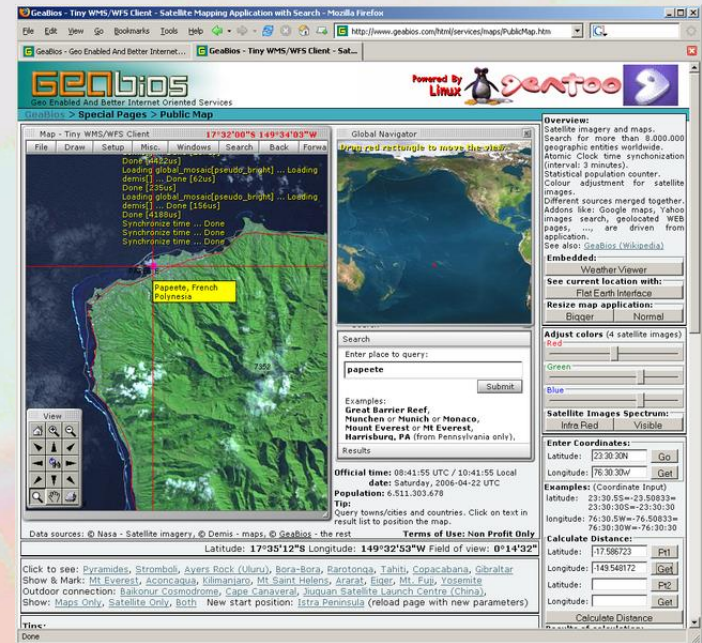 GeaBios - Tiny WMS/WFS Client - Satellite Mapping Application with Search - Mozilla Firefox
File Edit View Go Bookmarks Tools Help
http://www.geabios.com/html/services/maps/PublicMap.htm
GeaBios - Geo Enabled And Better Internet...
GeaBios - Tiny WMS/WFS Client - Sat...
GEABIOS
Geo Enabled And Better Internet Oriented Services
Powered By
Linux
gentoo
GeaBios > Special Pages > Public Map
Map - Tiny WMS/WFS Client 17°32'00"S 149°34'03"W
File Draw Setup Misc. Windows Search Back Forwa
Done [4422us]
Loading global_mosaic[pseudo_bright] ... Loading
demis[] ... Done [62us]
Done [235us]
Loading global_mosaic[pseudo_bright] ... Loading
demis[] ... Done [156us]
Done [4188us]
Synchronize time ... Done
Synchronize time ... Done
Synchronize time ... Done
Papeete, French
Polynesia
7352
View
Global Navigator
Drag red rectangle to move the view.
Search
Enter place to query:
papeete
Submit
Examples:
Great Barrier Reef,
Munchen or Munich or Monaco,
Mount Everest or Mt Everest,
Harrisburg, PA (from Pennsylvania only),
Results
Official time: 08:41:55 UTC / 10:41:55 Local
date: Saturday, 2006-04-22 UTC
Population: 6.511.303.678
Tip:
Query towns/cities and countries. Click on text in
result list to position the map.
Data sources: © Nasa - Satellite imagery, © Demis - maps, © GeaBios - the rest
Terms of Use: Non Profit Only
Latitude: 17°35'12"S Longitude: 149°32'53"W Field of view: 0°14'32"
Click to see: Pyramides, Stromboli, Ayers Rock (Uluru), Bora-Bora, Rarotonga, Tahiti, Copacabana, Gibraltar
Show & Mark: Mt Everest, Aconcagua, Kilimanjaro, Mt Saint Helens, Ararat, Eiger, Mt. Fuji, Yosemite
Outdoor connection: Baikonur Cosmodrome, Cape Canaveral, Jiuquan Satellite Launch Centre (China),
Show: Maps Only, Satellite Only, Both New start position: Istra Peninsula (reload page with new parameters)
Tips:
Overview:
Satellite imagery and maps.
Search for more than 8.000.000
geographic entities worldwide.
Atomic Clock time synchonization
(interval: 3 minutes).
Statistical population counter.
Colour adjustment for satellite
images.
Different sources merged together.
Addons like: Google maps, Yahoo
images search, geolocated WEB
pages, ..., are driven from
application.
See also: GeaBios (Wikipedia)
Embedded:
Weather Viewer
See current location with:
Flat Earth Interface
Resize map application:
Bigger Normal
Adjust colors (4 satellite images)
Red
Green
Blue
Satellite Images Spectrum:
Infra Red Visible
Enter Coordinates:
Latitude: 23:30:30N Go
Longitude: 76:30:30W Get
Examples: (Coordinate Input)
latitude: 23:30.5S=-23.50833=
23:30:30S=-23:30:30
longitude: 76:30.5W=-76.50833=
76:30:30W=-76:30:30
Calculate Distance:
Latitude: -17.586723 Pt1
Longitude: -149.548172 Get
Latitude: Pt2
Longitude: Get
Calculate Distance
Results of calculation:
Done